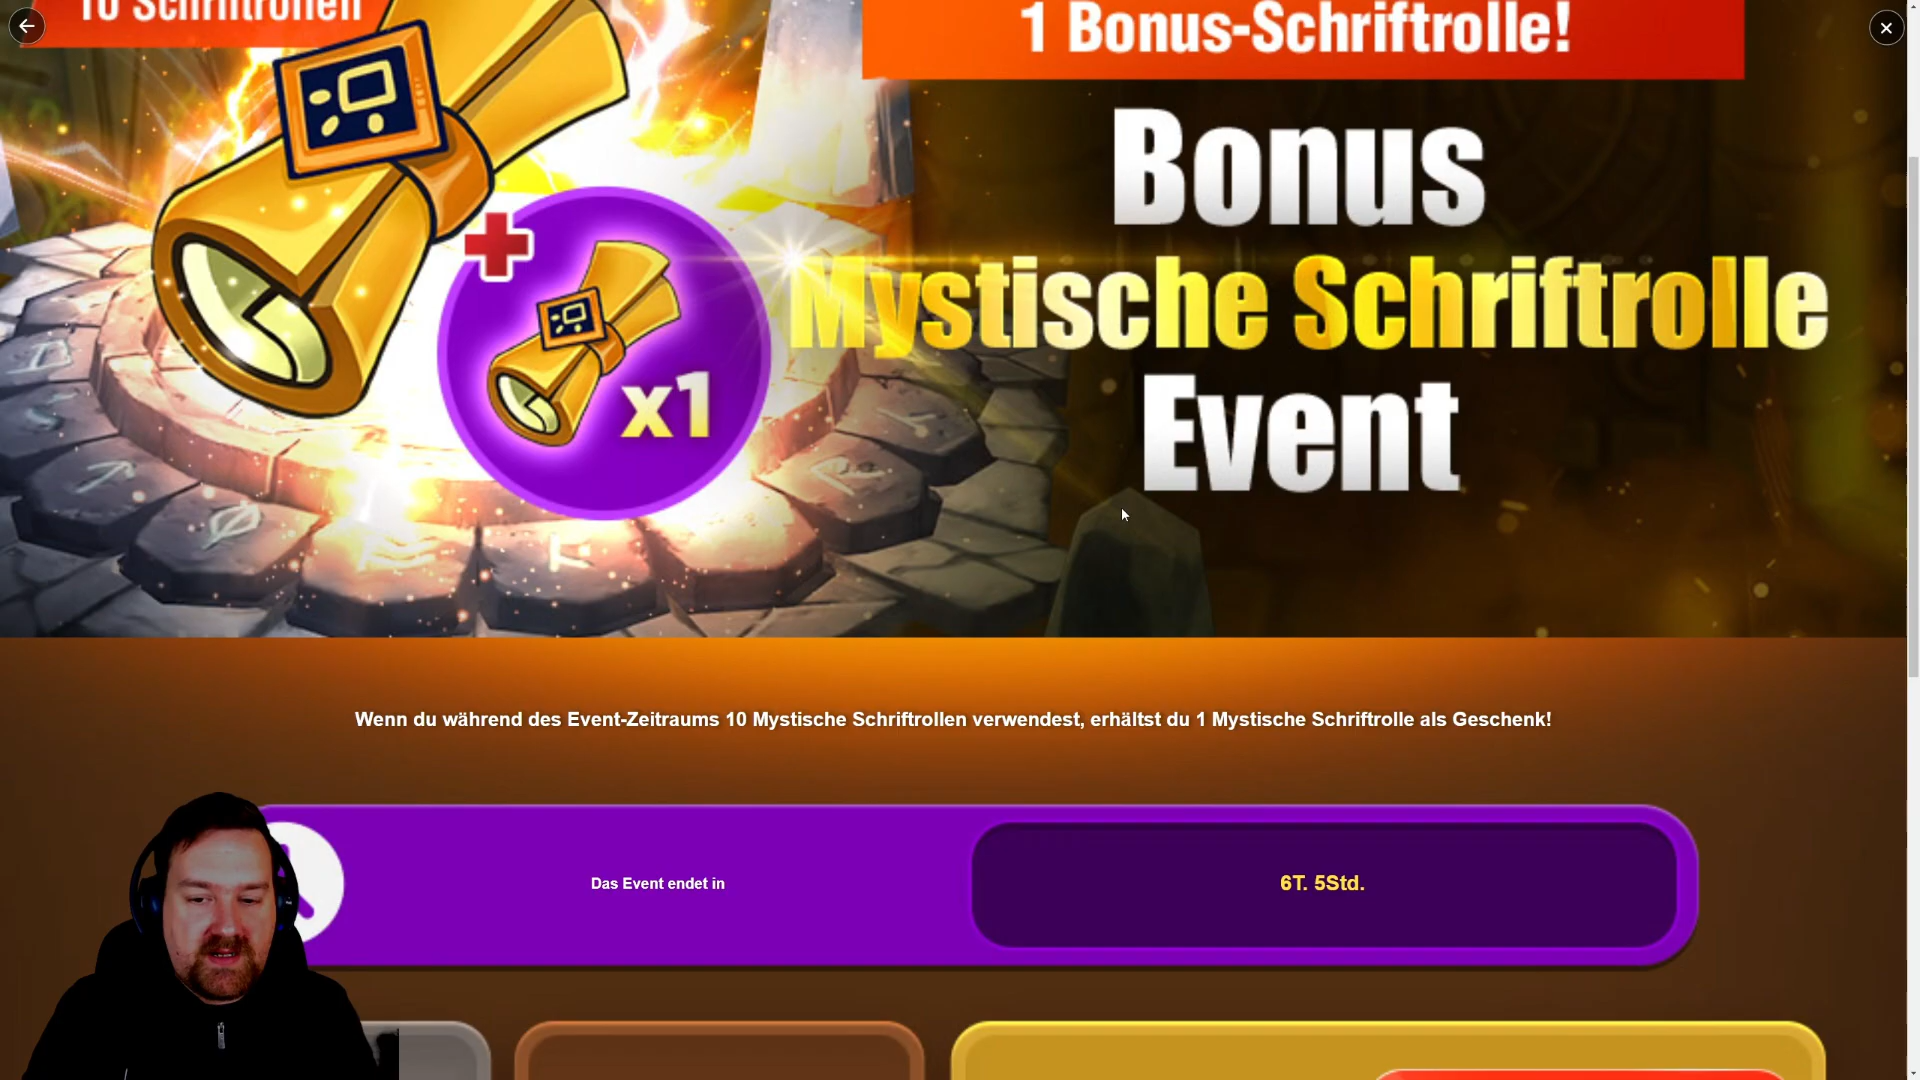 10 Schriftrollen
1 Bonus-Schriftrolle!
Bonus
Mystische Schriftrolle
Event
x1
Wenn du während des Event-Zeitraums 10 Mystische Schriftrollen verwendest, erhältst du 1 Mystische Schriftrolle als Geschenk!
Das Event endet in
6T. 5Std.